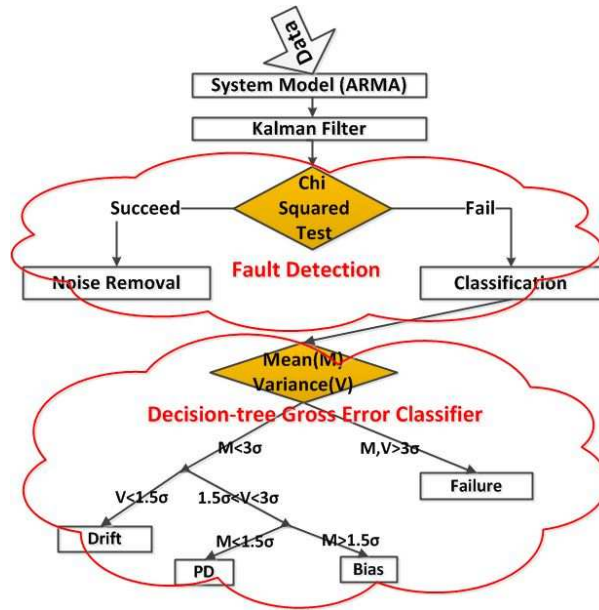 Data
System Model (ARMA)
Kalman Filter
Chi
Squared
Test
Succeed
Fail
Fault Detection
Noise Removal
Classification
Mean(M)
Variance(V)
Decision-tree Gross Error Classifier
M<3σ
M,V>3σ
Failure
V<1.5σ
1.5σ<V<3σ
Drift
M<1.5σ
M>1.5σ
PD
Bias